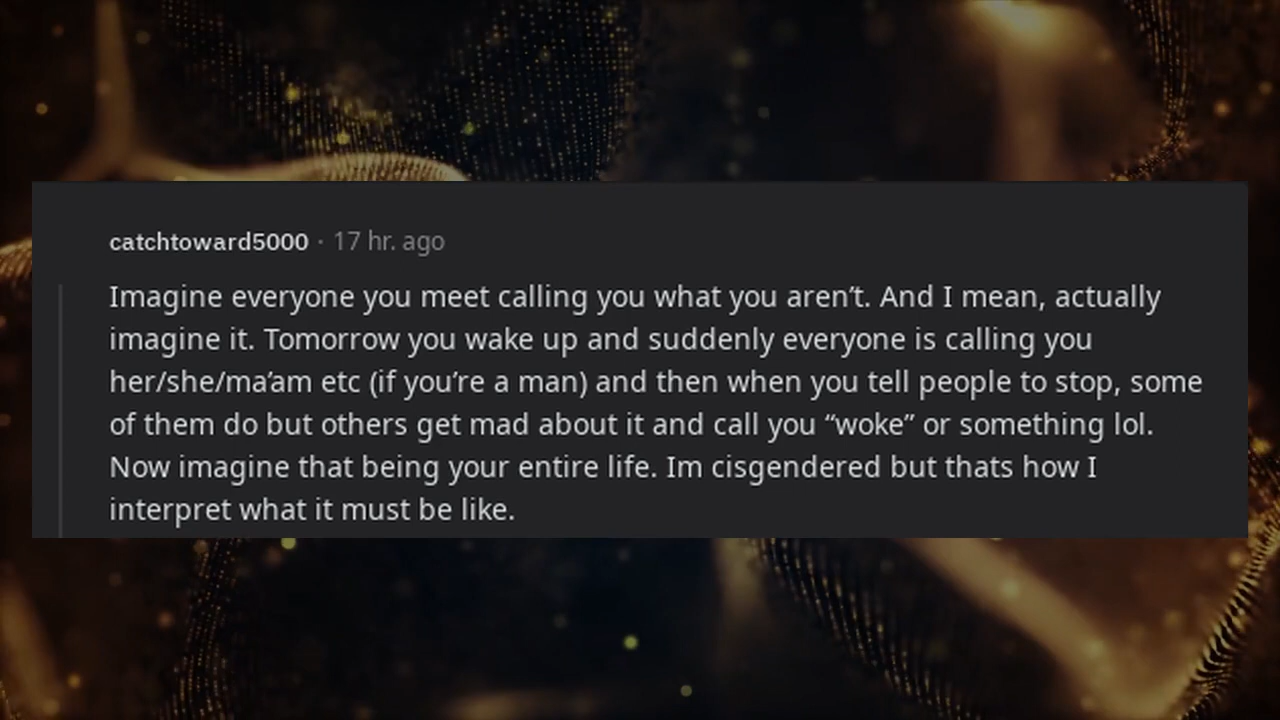 catchtoward5000 · 17 hr. ago
Imagine everyone you meet calling you what you aren’t. And I mean, actually
imagine it. Tomorrow you wake up and suddenly everyone is calling you
her/she/ma’am etc (if you’re a man) and then when you tell people to stop, some
of them do but others get mad about it and call you “woke” or something lol.
Now imagine that being your entire life. Im cisgendered but thats how I
interpret what it must be like.